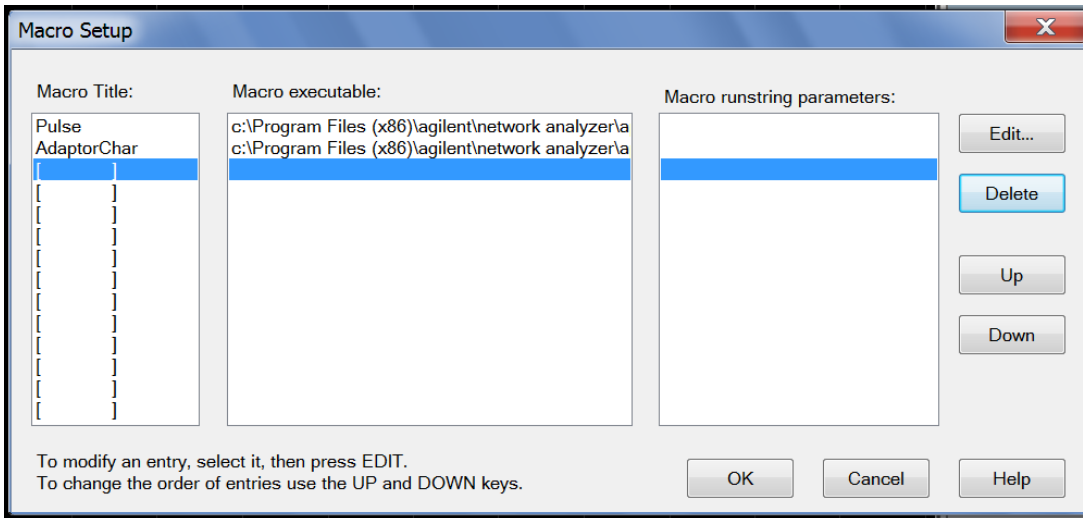 Macro Setup
Macro Title:
Macro executable:
Macro runstring parameters:
Pulse
c:\Program Files (x86)\agilent\network analyzer\a
AdaptorChar
c:\Program Files (x86)\agilent\network analyzer\a
[ ]
[ ]
[ ]
[ ]
[ ]
[ ]
[ ]
[ ]
[ ]
[ ]
[ ]
[ ]
Edit...
Delete
Up
Down
To modify an entry, select it, then press EDIT.
To change the order of entries use the UP and DOWN keys.
OK
Cancel
Help